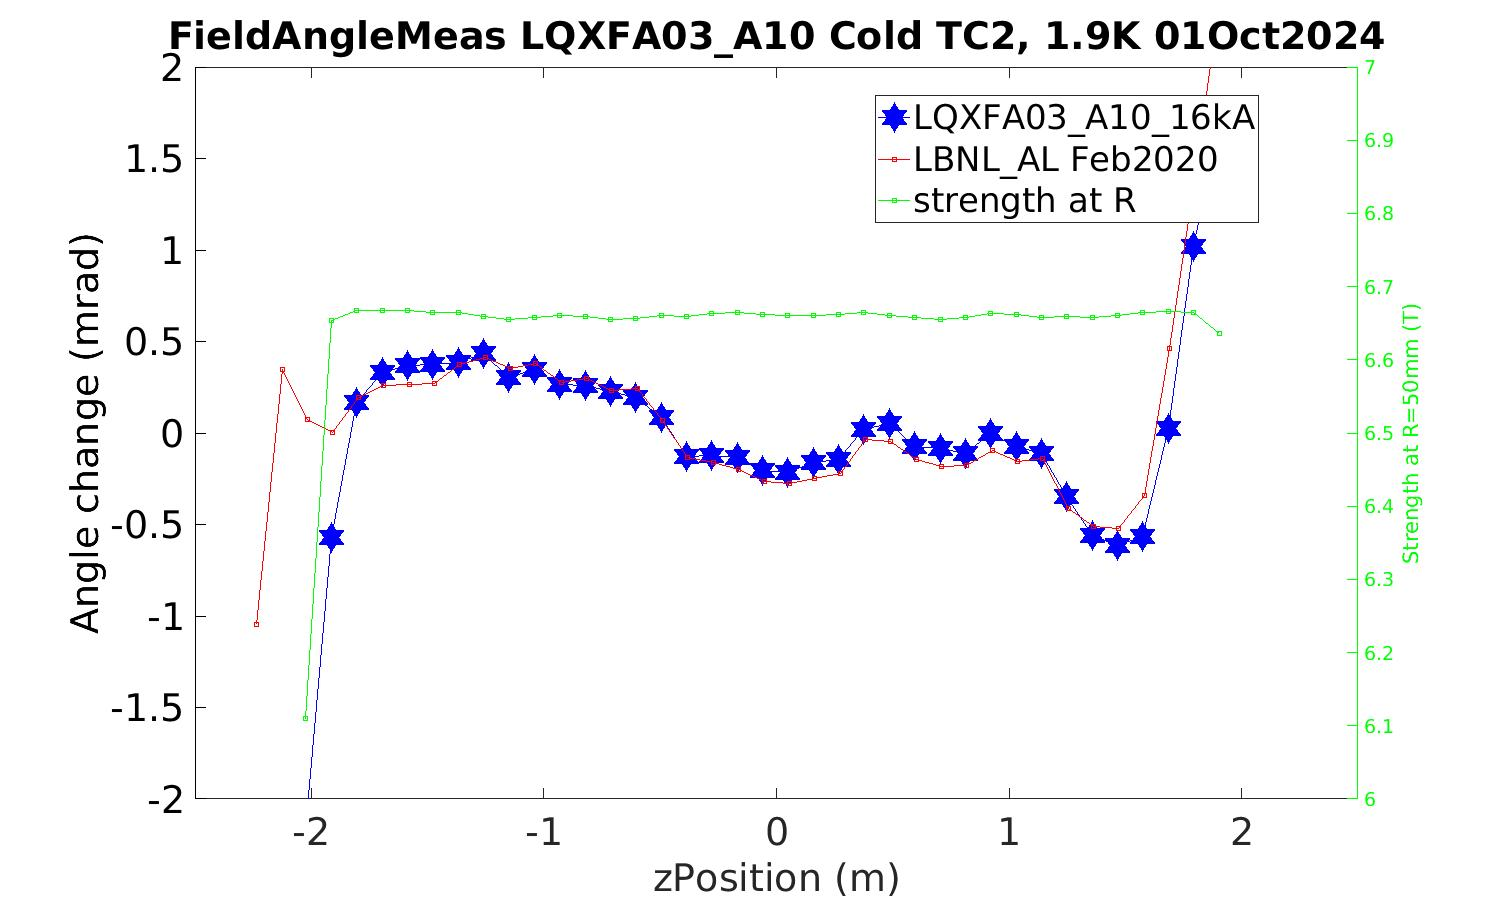 FieldAngleMeas LQXFA03_A10 Cold TC2, 1.9K 01Oct2024
2
1.5
1
0.5
0
-0.5
-1
-1.5
-2
Angle change (mrad)
LQXFA03_A10_16kA
LBNL_AL Feb2020
strength at R
7
6.9
6.8
6.7
6.6
6.5
6.4
6.3
6.2
6.1
6
Strength at R=50mm (T)
-2 -1 0 1 2
zPosition (m)